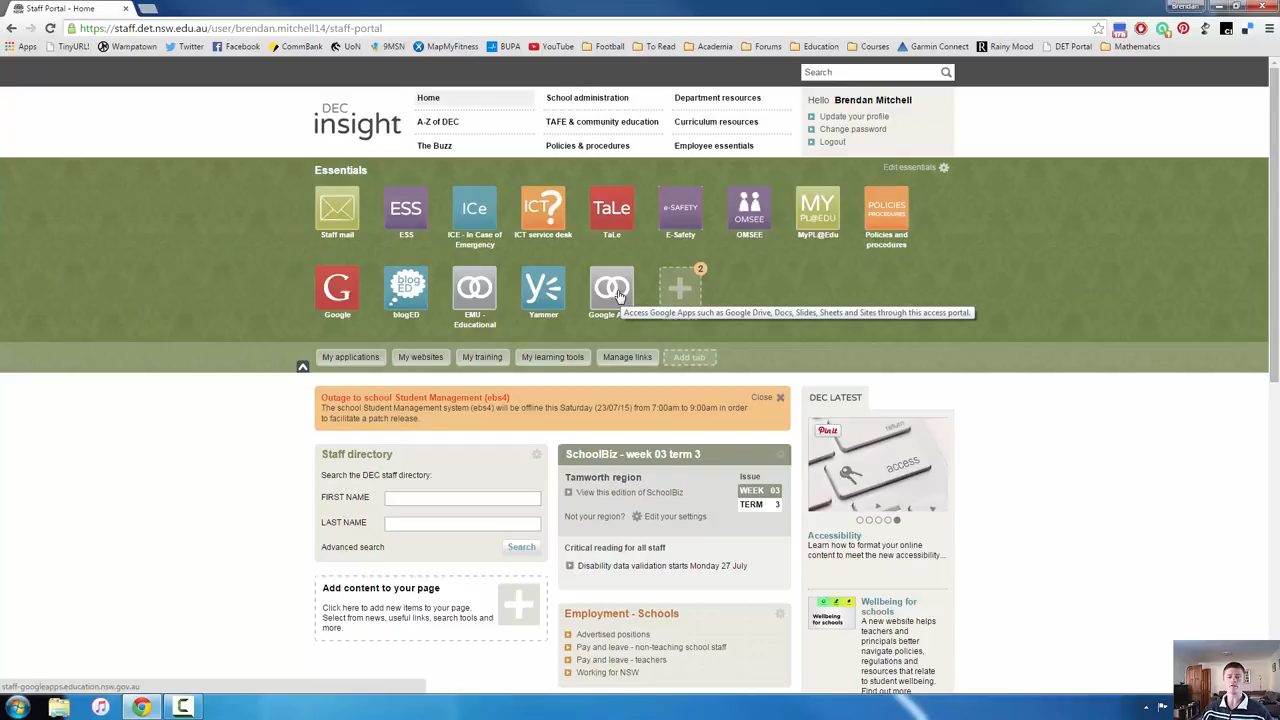 Staff Portal - Home
Brendan
https://staff.det.nsw.edu.au/user/brendan.mitchell14/staff-portal
Apps TinyURL! Wampatown Twitter Facebook CommBank UoN 9MSN MapMyFitness BUPA YouTube Football To Read Academia Forums Education Courses Garmin Connect Rainy Mood DET Portal Mathematics
Search
DEC
insight
Home School administration Department resources
A-Z of DEC TAFE & community education Curriculum resources
The Buzz Policies & procedures Employee essentials
Hello Brendan Mitchell
Update your profile
Change password
Logout
Essentials
Edit essentials
ESS ICe ICT? TaLe e-SAFETY OMSEE MY PL@EDU POLICIES PROCEDURES
Staff mail ESS ICE - In Case of Emergency ICT service desk TaLe E-Safety OMSEE MyPL@Edu Policies and procedures
G blog ED
2
Google blogED EMU - Educational Yammer Google A
Access Google Apps such as Google Drive, Docs, Slides, Sheets and Sites through this access portal.
My applications My websites My training My learning tools Manage links Add tab
Outage to school Student Management (ebs4)
Close
The school Student Management system (ebs4) will be offline this Saturday (23/07/15) from 7:00am to 9:00am in order
to facilitate a patch release.
Staff directory
Search the DEC staff directory:
FIRST NAME
LAST NAME
Advanced search Search
Add content to your page
Click here to add new items to your page.
Select from news, useful links, search tools and
more.
SchoolBiz - week 03 term 3
Tamworth region Issue
View this edition of SchoolBiz WEEK 03
TERM 3
Not your region? Edit your settings
Critical reading for all staff
Disability data validation starts Monday 27 July
Employment - Schools
Advertised positions
Pay and leave - non-teaching school staff
Pay and leave - teachers
Working for NSW
DEC LATEST
Pin it
return
access
Accessibility
Learn how to format your online
content to meet the new accessibility...
Wellbeing
for schools
Wellbeing for
schools
A new website helps
teachers and
principals better
navigate policies,
regulations and
resources that relate
to student wellbeing.
Find out more
staff-googleapps.education.nsw.gov.au